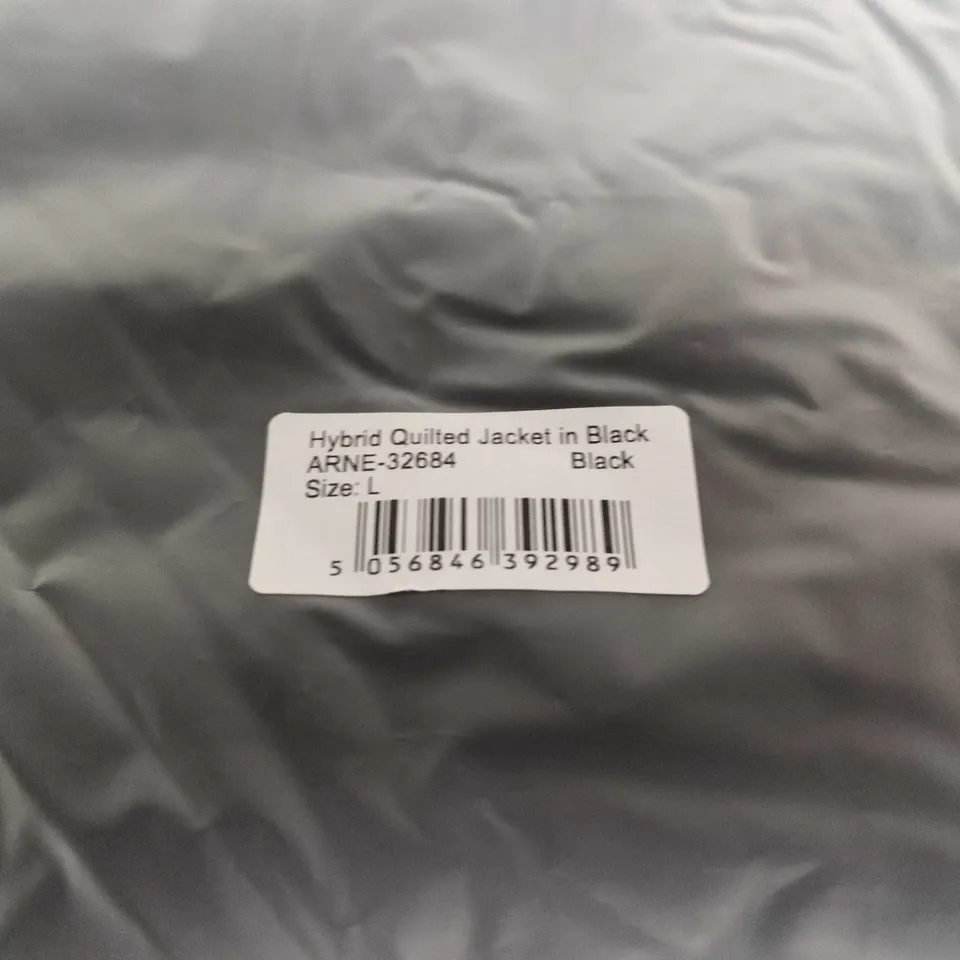 Hybrid Quilted Jacket in Black
ARNE-32684 Black
Size: L
5 056846 392989